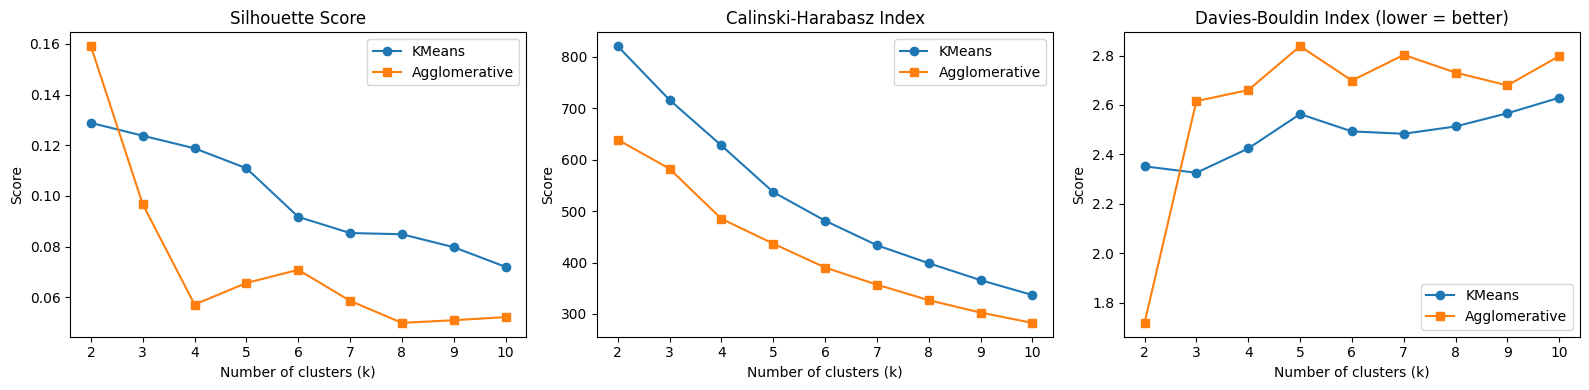 Silhouette Score
KMeans
Agglomerative
0.16
0.14
0.12
0.10
0.08
0.06
Score
2 3 4 5 6 7 8 9 10
Number of clusters (k)
Calinski-Harabasz Index
KMeans
Agglomerative
800
700
600
500
400
300
Score
2 3 4 5 6 7 8 9 10
Number of clusters (k)
Davies-Bouldin Index (lower = better)
2.8
2.6
2.4
2.2
2.0
1.8
Score
KMeans
Agglomerative
2 3 4 5 6 7 8 9 10
Number of clusters (k)